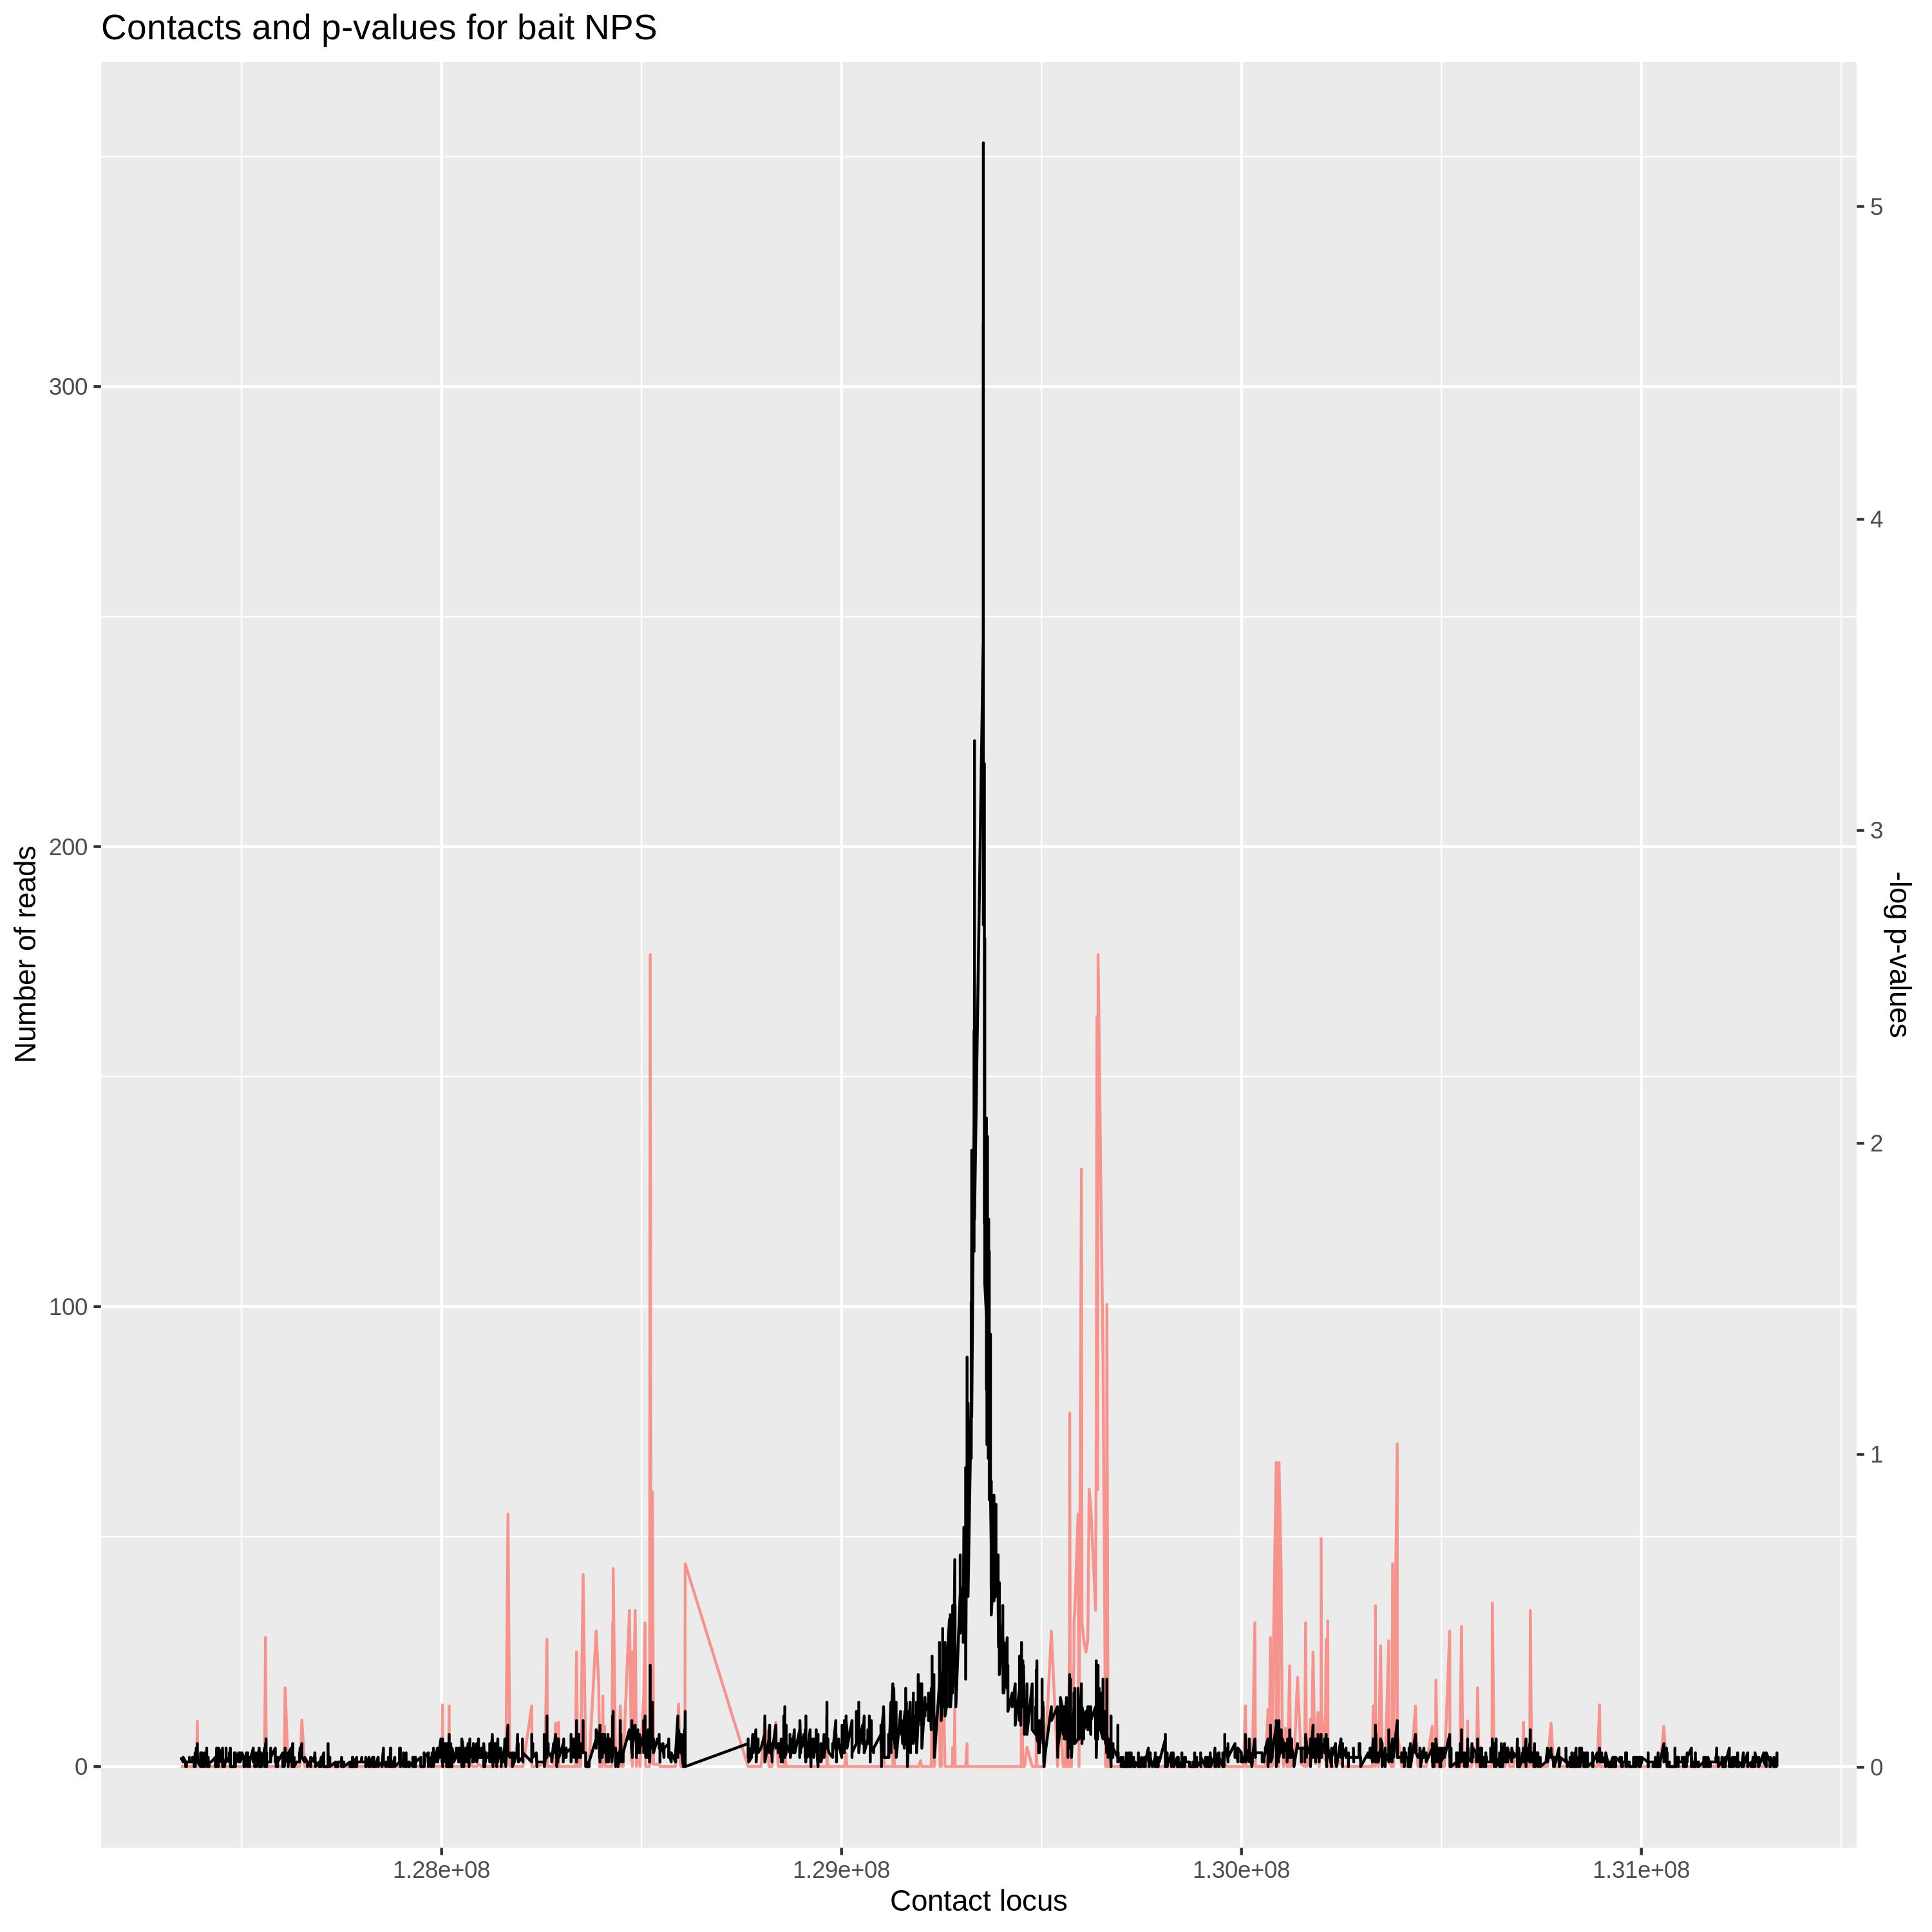 Contacts and p-values for bait NPS
Number of reads
300
200
100
0
5
4
3
2
1
0
-log p-values
1.28e+08 1.29e+08 1.30e+08 1.31e+08
Contact locus